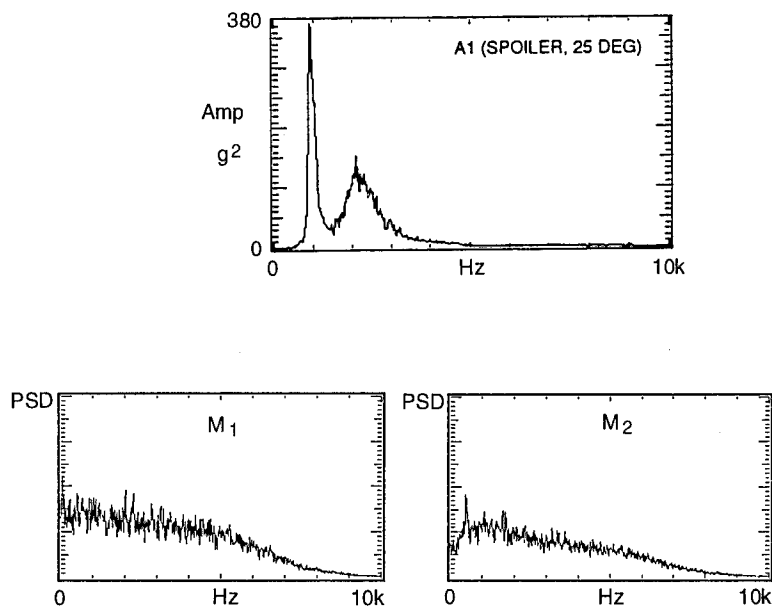 380
A1 (SPOILER, 25 DEG)
Amp
g2
0
0
Hz
10k
PSD
M1
0
Hz
10k
PSD
M2
0
Hz
10k